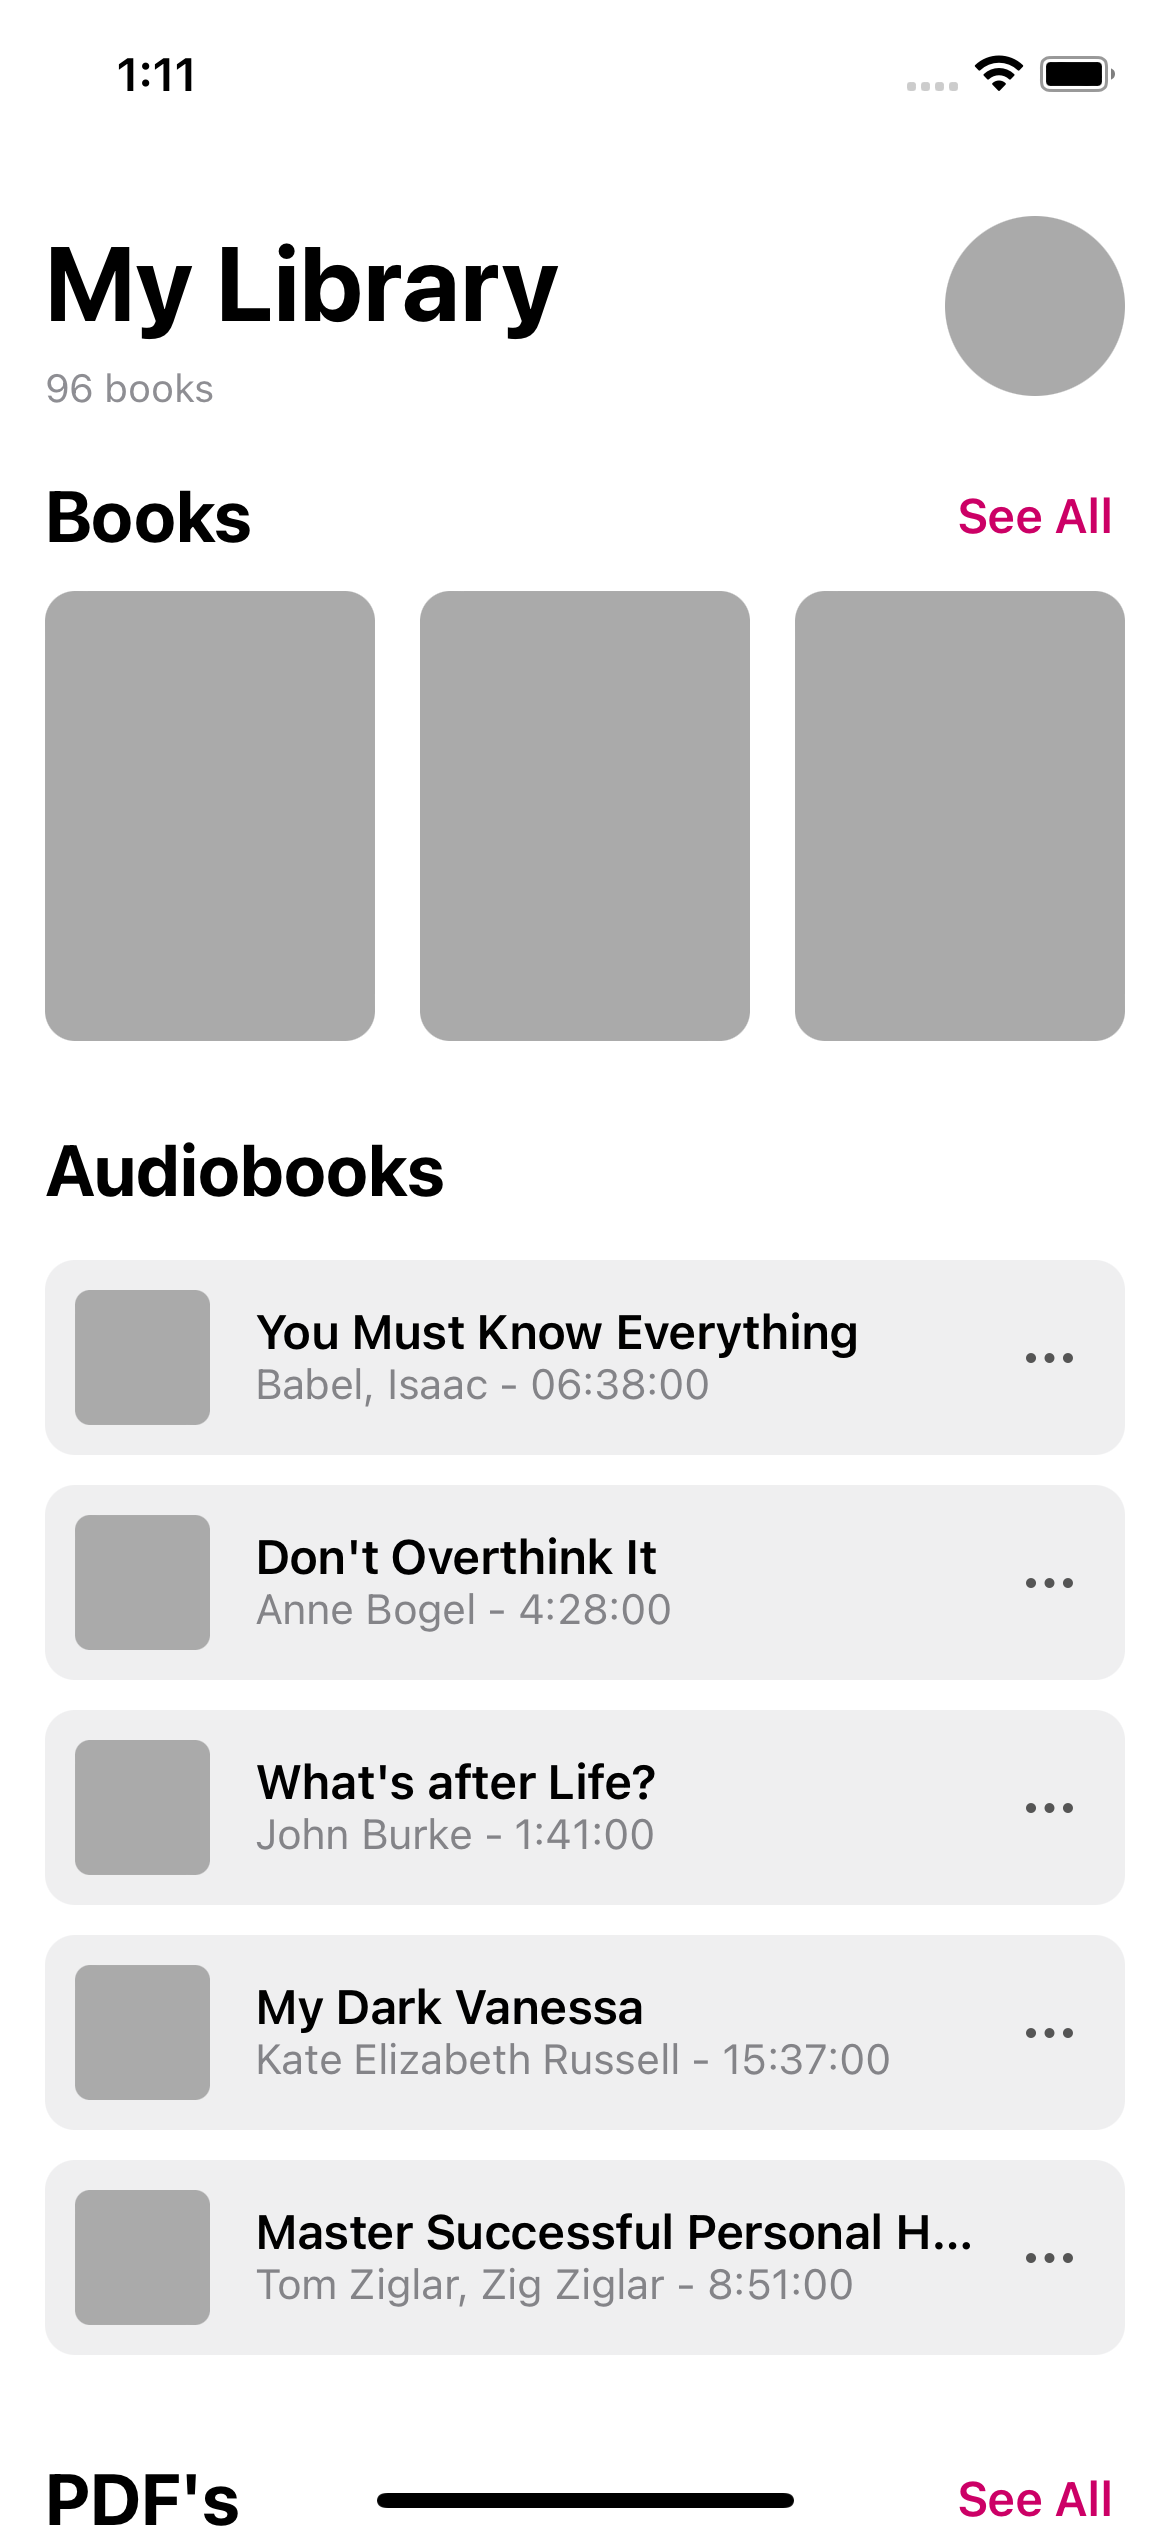 1:11
My Library
96 books
Books
See All
Audiobooks
You Must Know Everything
Babel, Isaac - 06:38:00
Don't Overthink It
Anne Bogel - 4:28:00
What's after Life?
John Burke - 1:41:00
My Dark Vanessa
Kate Elizabeth Russell - 15:37:00
Master Successful Personal H...
Tom Ziglar, Zig Ziglar - 8:51:00
PDF's
See All